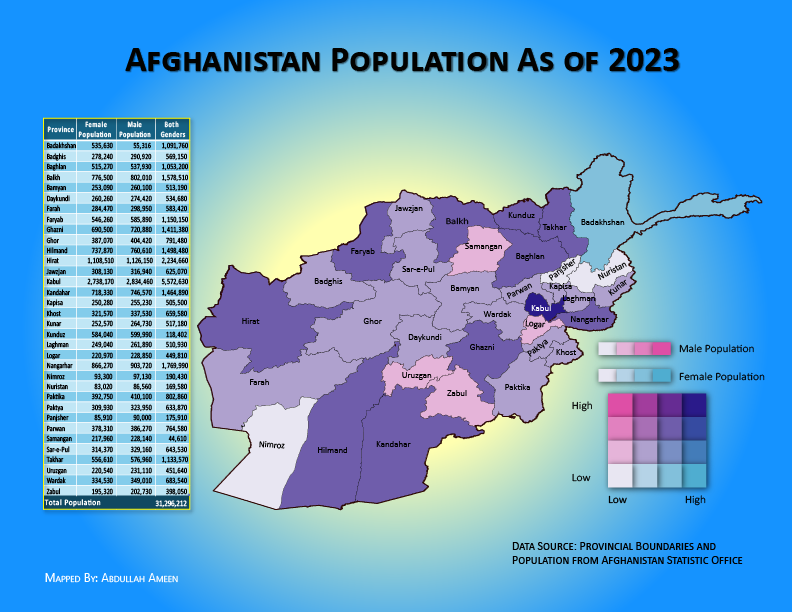 Afghanistan Population As of 2023
Province Female Population Male Population Both Genders
Badakhshan 535,630 55,316 1,091,760
Badghis 278,240 290,920 569,150
Baghlan 515,270 537,930 1,053,200
Balkh 776,500 802,010 1,578,510
Bamyan 253,090 260,100 513,190
Daykundi 260,260 274,420 534,680
Farah 284,470 298,950 583,420
Faryab 546,260 585,890 1,150,150
Ghazni 690,500 720,880 1,411,380
Ghor 387,070 404,420 791,480
Hilmand 737,870 760,610 1,498,480
Hirat 1,108,510 1,126,150 2,234,660
Jawzjan 308,130 316,940 625,070
Kabul 2,738,170 2,834,460 5,572,630
Kandahar 718,330 746,570 1,464,890
Kapisa 250,280 255,230 505,500
Khost 321,570 337,530 659,580
Kunar 252,570 264,730 517,180
Kunduz 584,040 599,990 118,402
Laghman 249,040 261,890 510,930
Logar 220,970 228,850 449,810
Nangarhar 866,270 903,720 1,769,990
Nimroz 93,300 97,130 190,430
Nuristan 83,020 86,560 169,580
Paktika 392,750 410,100 802,860
Paktya 309,930 323,950 633,870
Panjsher 85,910 90,000 175,910
Parwan 378,310 386,270 764,580
Samangan 217,960 228,140 44,610
Sar-e-Pul 314,370 329,160 643,530
Takhar 556,610 576,960 1,133,570
Uruzgan 220,540 231,110 451,640
Wardak 334,530 349,010 683,540
Zabul 195,320 202,730 398,050
Total Population 31,296,212
Jawzjan
Balkh
Kunduz
Takhar
Badakhshan
Samangan
Faryab
Baghlan
Sar-e-Pul
Panjsher
Nuristan
Badghis
Bamyan
Parwan
Kapisa
Kunar
Laghman
Kabul
Hirat
Ghor
Wardak
Nangarhar
Logar
Daykundi
Ghazni
Paktya
Khost
Uruzgan
Farah
Zabul
Paktika
Nimroz
Hilmand
Kandahar
Male Population
Female Population
High
Low
Low High
Data Source: Provincial Boundaries and
Population from Afghanistan Statistic Office
Mapped By: Abdullah Ameen